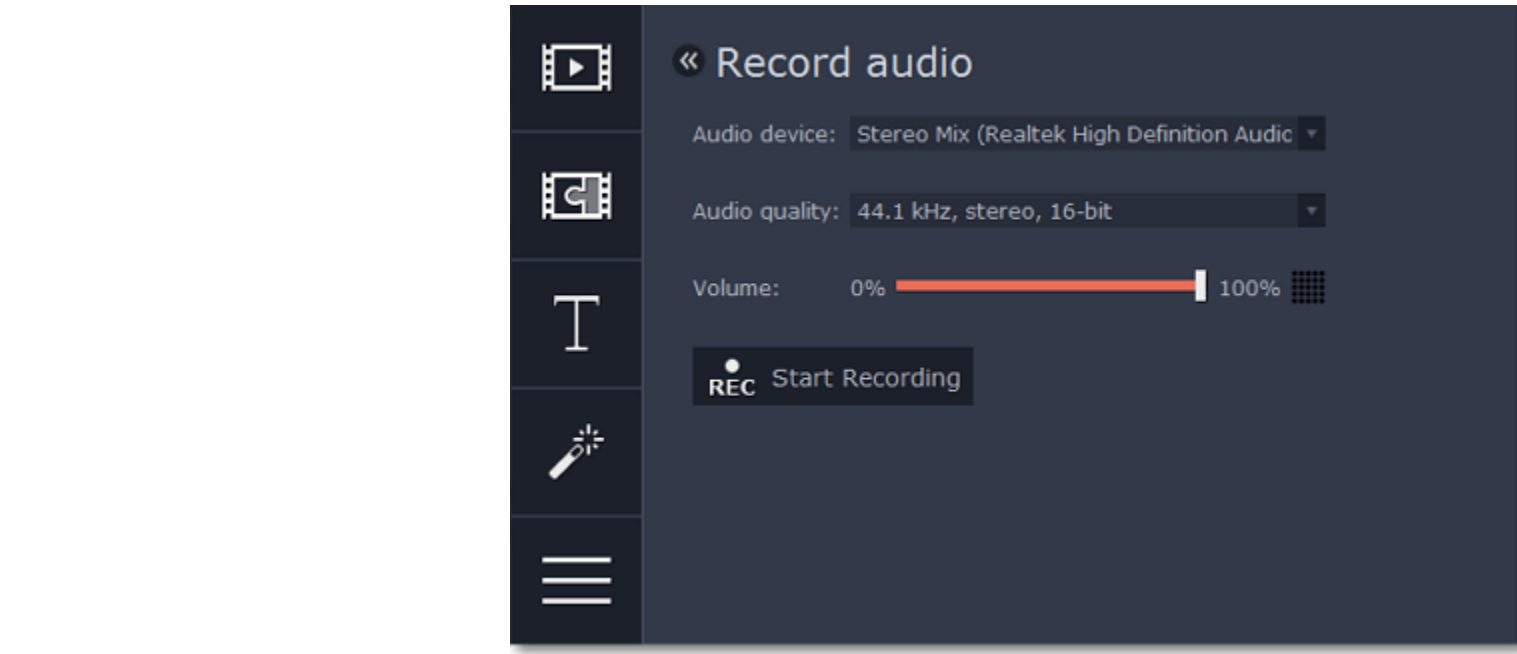 Record audio
Audio device: Stereo Mix (Realtek High Definition Audic
Audio quality: 44.1 kHz, stereo, 16-bit
Volume: 0% 100%
REC Start Recording
T